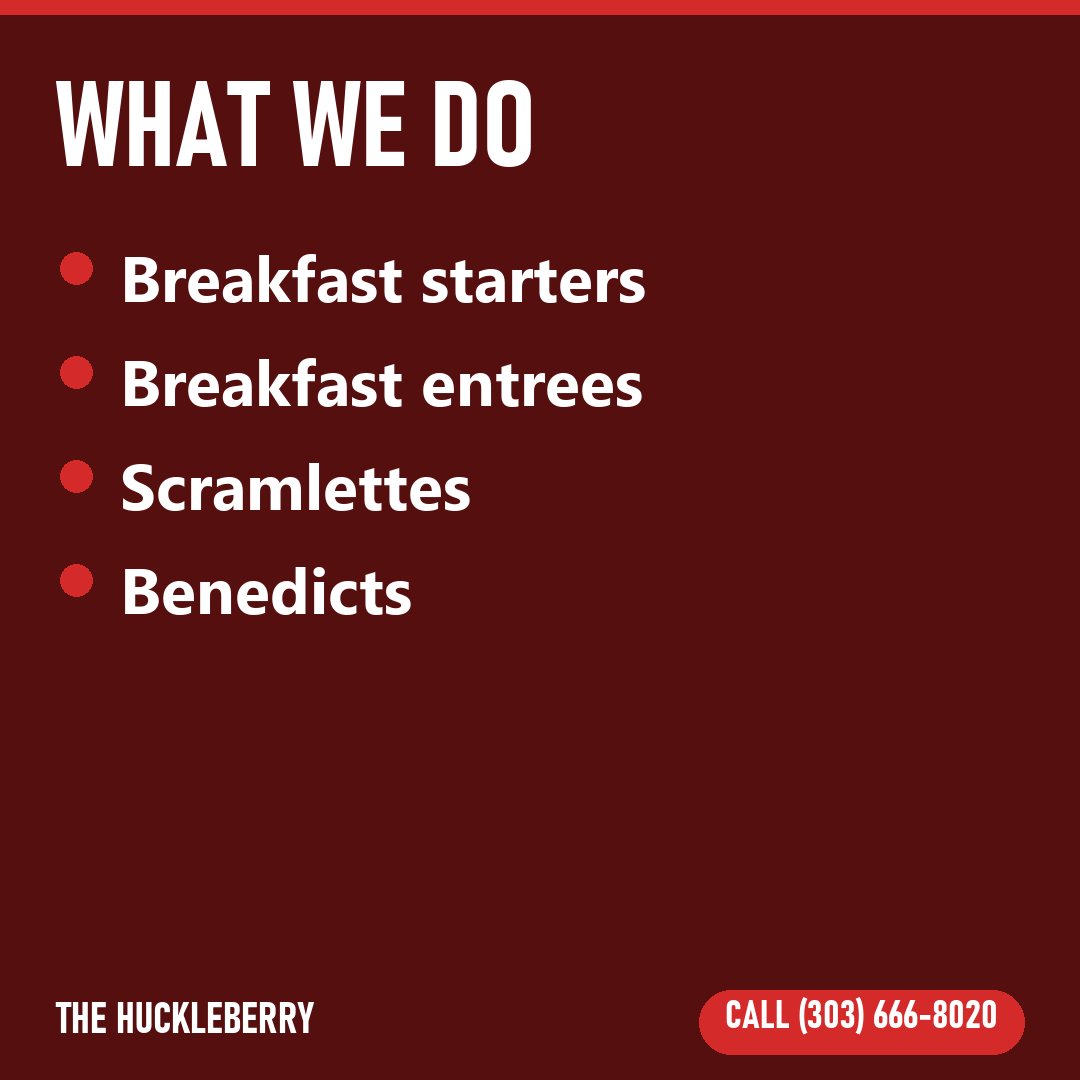 WHAT WE DO
Breakfast starters
Breakfast entrees
Scramlettes
Benedicts
THE HUCKLEBERRY
CALL (303) 666-8020